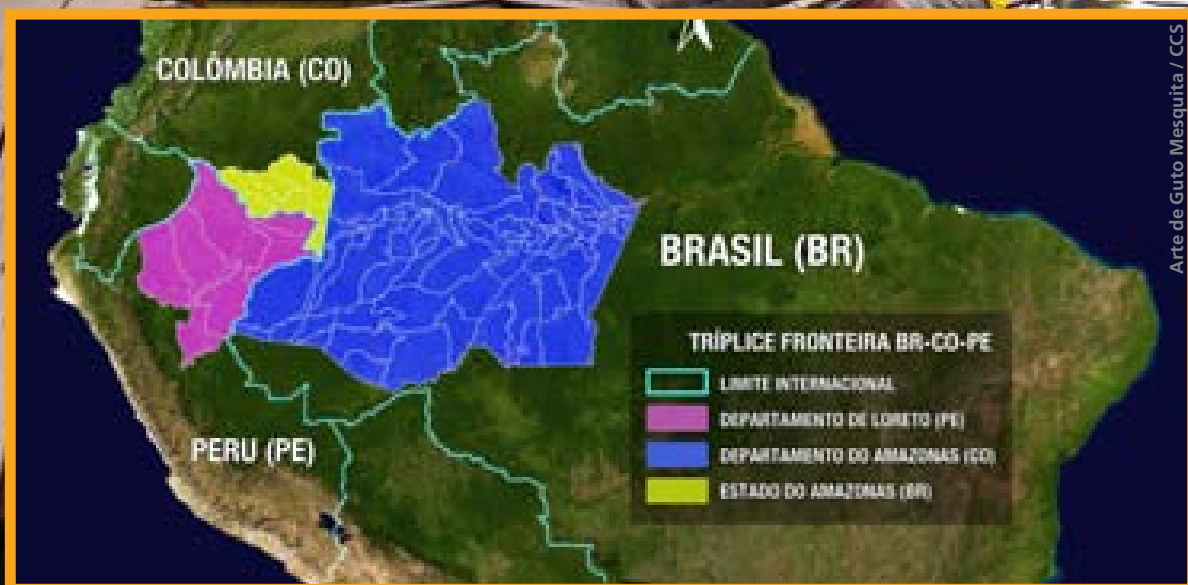 COLÔMBIA (CO)
BRASIL (BR)
PERU (PE)
TRÍPLICE FRONTEIRA BR-CO-PE
LIMITE INTERNACIONAL
DEPARTAMENTO DE LORETO (PE)
DEPARTAMENTO DO AMAZONAS (CO)
ESTADO DO AMAZONAS (BR)
Arte de Guto Mesquita / CCS